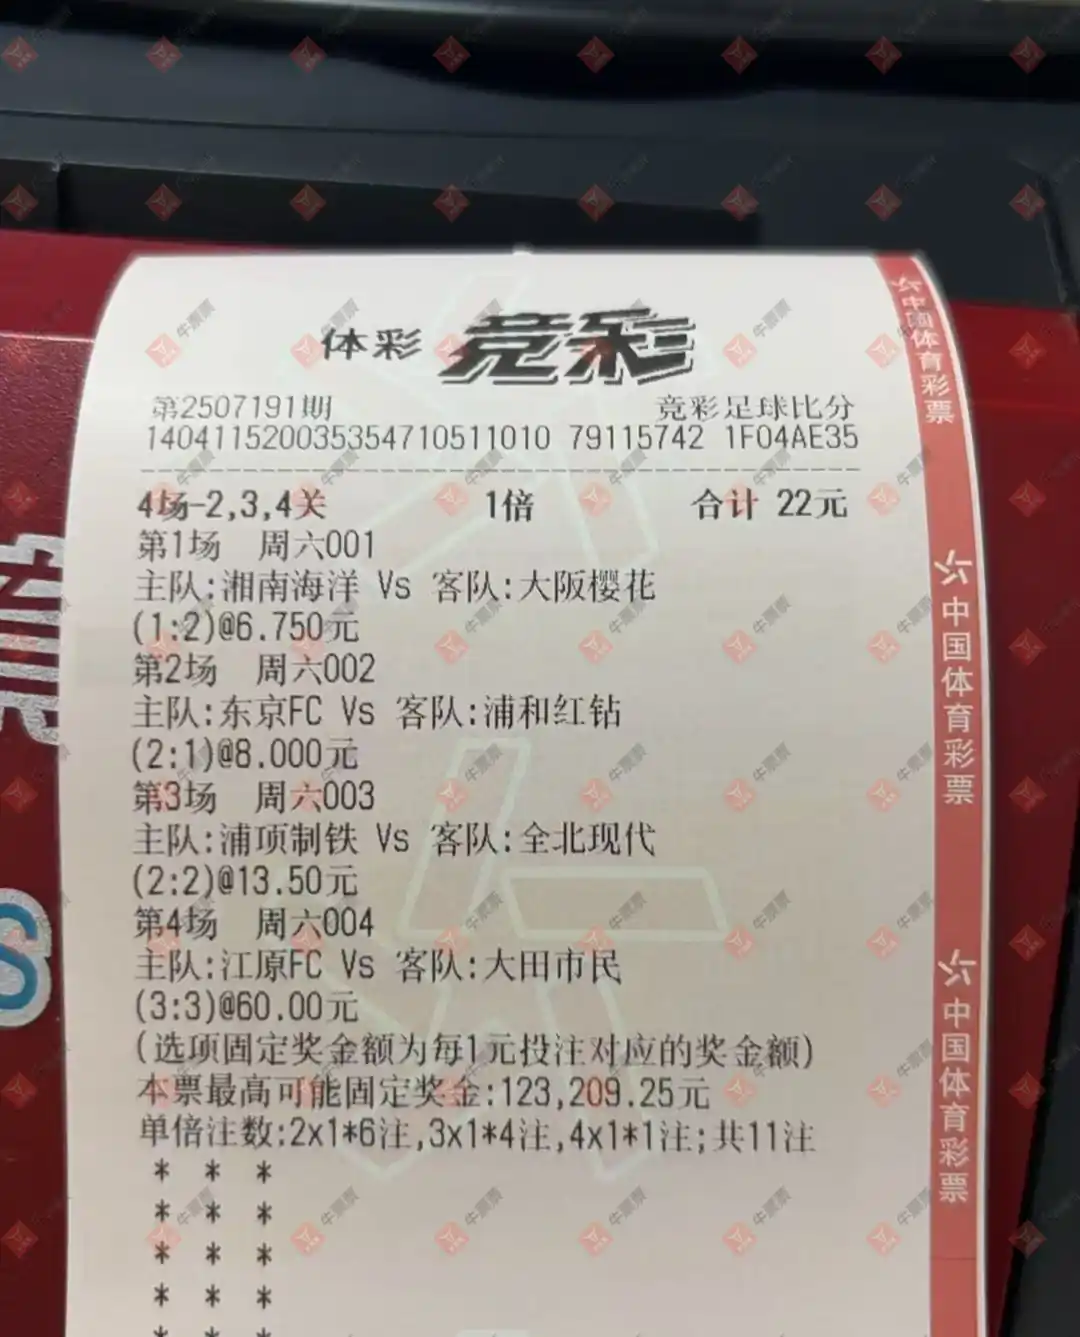 体彩 竞彩
第2507191期 竞彩足球比分
140411520035354710511010 79115742 1F04AE35
4场-2,3,4关 1倍 合计 22元
第1场 周六001
主队:湘南海洋 Vs 客队:大阪樱花
(1:2)@6.750元
第2场 周六002
主队:东京FC Vs 客队:浦和红钻
(2:1)@8.000元
第3场 周六003
主队:浦项制铁 Vs 客队:全北现代
(2:2)@13.50元
第4场 周六004
主队:江原FC Vs 客队:大田市民
(3:3)@60.00元
(选项固定奖金额为每1元投注对应的奖金额)
本票最高可能固定奖金:123,209.25元
单倍注数:2x1*6注,3x1*4注,4x1*1注;共11注
* * *
* * *
* * *
* * *
* * *
中国体育彩票
中国体育彩票
中国体育彩票
牛票票